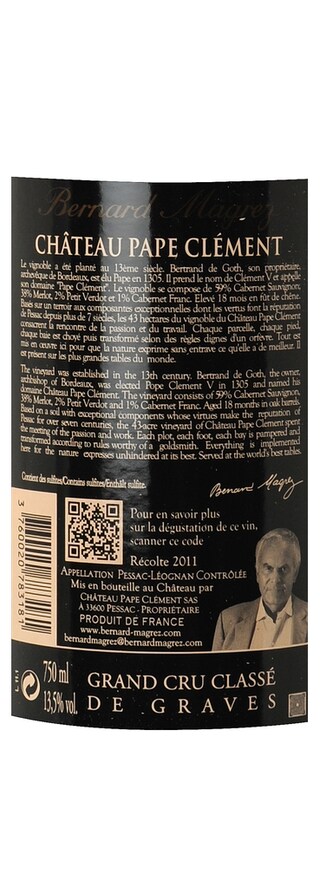 Bernard Magrez
CHÂTEAU PAPE CLÉMENT
Le vignoble a été planté au 13ème siècle. Bertrand de Goth, son propriétaire,
archevêque de Bordeaux, est élu Pape en 1305. Il prend le nom de Clément V et appelle
son domaine "Pape Clément". Le vignoble se compose de 59% Cabernet Sauvignon,
38% Merlot, 2% Petit Verdot et 1% Cabernet Franc. Elevé 18 mois en fût de chêne.
Basés sur un terroir aux composantes exceptionnelles dont les vertus font la réputation
de Pessac depuis plus de 7 siècles, les 43 hectares du vignoble du Château Pape Clément
consacrent la rencontre de la passion et du travail. Chaque parcelle, chaque pied,
chaque baie est choyé puis transformé selon des règles dignes d'un orfèvre. Tout est
mis en œuvre ici pour que la nature exprime sans entrave ce qu'elle a de meilleur. Il
est présent sur les plus grandes tables du monde.
The vineyard was established in the 13th century. Bertrand de Goth, the owner,
archbishop of Bordeaux, was elected Pope Clement V in 1305 and named his
domaine Château Pape Clément. The vineyard consists of 59% Cabernet Sauvignon,
38% Merlot, 2% Petit Verdot and 1% Cabernet Franc. Aged 18 months in oak barrels.
Based on a soil with exceptional components whose virtues make the reputation of
Pessac for over seven centuries, the 43acre vineyard of Château Pape Clément spent
the meeting of passion and work. Each plot, each foot, each bay is pampered and
transformed according to rules worthy of a goldsmith. Everything is implemented
here for the nature expresses unhindered at its best. Served at the world's best tables.
Contient des sulfites/Contains sulfites/Enthält sulfite.
Bernard Magrez
Pour en savoir plus
sur la dégustation de ce vin,
scanner ce code
3760020783181
Récolte 2011
APPELLATION PESSAC-LÉOGNAN CONTRÔLÉE
Mis en bouteille au Château par
CHÂTEAU PAPE CLÉMENT SAS
À 33600 PESSAC - PROPRIÉTAIRE
PRODUIT DE FRANCE
www.bernard-magrez.com
bernardmagrez@bernard-magrez.com
750 ml
13,5% vol.
GRAND CRU CLASSÉ
DE GRAVES